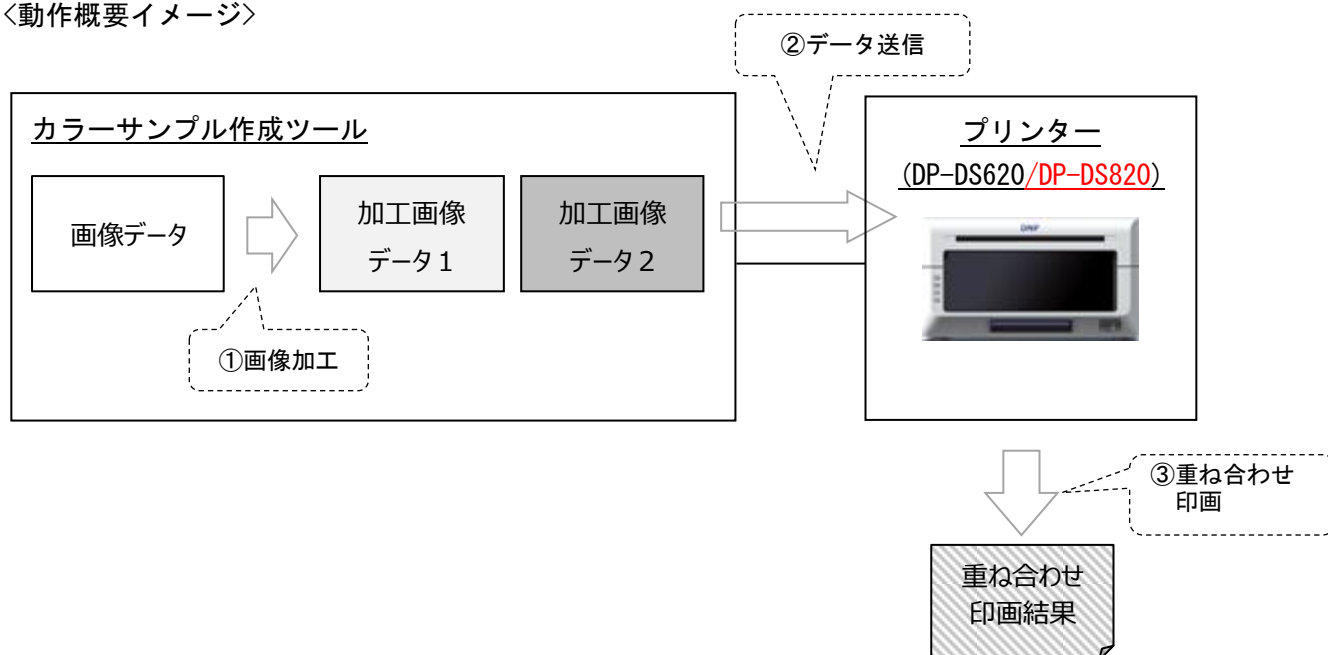 <動作概要イメージ>
②データ送信
カラーサンプル作成ツール
画像データ
加工画像
データ1
加工画像
データ2
①画像加工
プリンター
(DP-DS620/DP-DS820)
DNP
③重ね合わせ
印画
重ね合わせ
印画結果